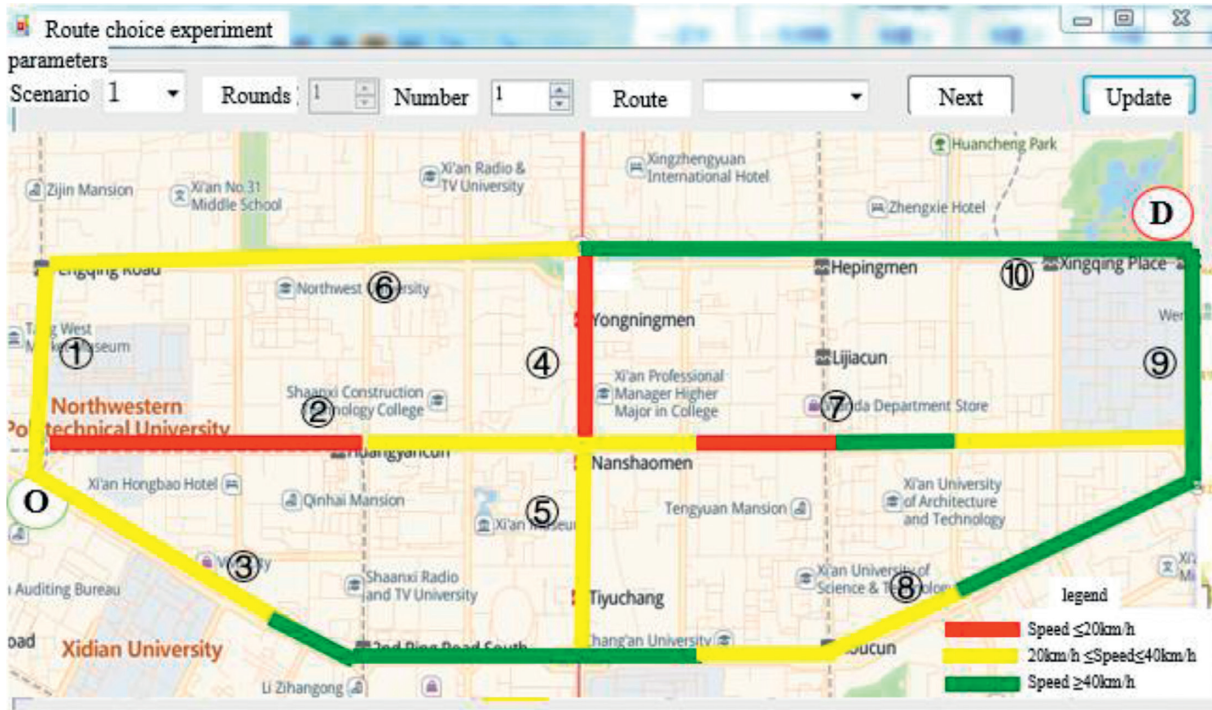 Route choice experiment
parameters
Scenario 1 Rounds 1 Number 1 Route Next Update
Huancheng Park
Xi'an Radio &
TV University
Xingzhengyuan
International Hotel
Zijin Mansion
Xi'an No.31
Middle School
Zhengxie Hotel
D
Road
Hepingmen
⑩
Xingqing Place
Northwest
⑥
Yongningmen
West
①
④
Lijiacun
⑨
Xi'an Professional
Manager Higher
Major in College
Shaanxi Construction
College
②
⑦
Department Store
Northwestern
Polytechnical University
Nanshaomen
Xi'an Hongbao Hotel
O
Qinhai Mansion
⑤
Xi'an
Tengyuan Mansion
Xi'an University
of Architecture
and Technology
③
Shaanxi Radio
and TV University
Xi'an University of
Science &
⑧
Auditing Bureau
Tiyuchang
legend
Speed ≤20km/h
20km/h ≤Speed≤40km/h
Speed ≥40km/h
Xidian University
2nd Ring Road South
University
Li Zihangong